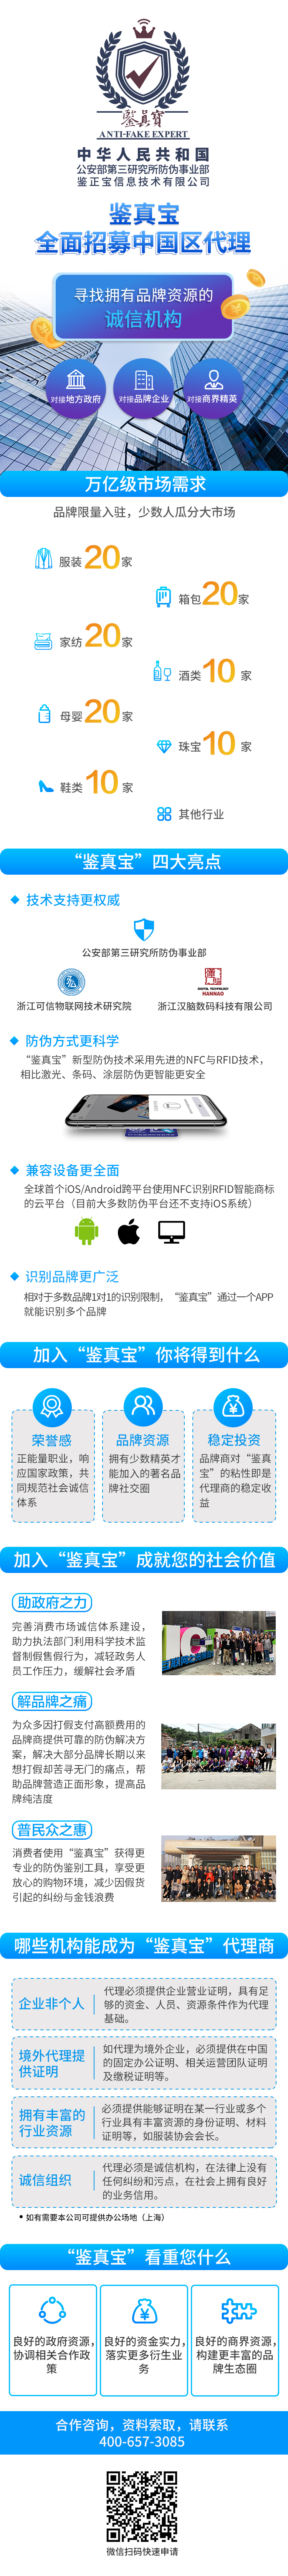 鉴真宝
ANTI-FAKE EXPERT
中华人民共和国
公安部第三研究所防伪事业部
鉴正宝信息技术有限公司
鉴真宝
全面招募中国区代理
寻找拥有品牌资源的
诚信机构
对接地方政府
对接品牌企业
对接商界精英
万亿级市场需求
品牌限量入驻，少数人瓜分大市场
服装20家
箱包20家
家纺20家
酒类10家
母婴20家
珠宝10家
鞋类10家
其他行业
“鉴真宝”四大亮点
技术支持更权威
公安部第三研究所防伪事业部
浙江可信物联网技术研究院
DIGITAL TECHNOLOGY
HANNAO
浙江汉脑数码科技有限公司
防伪方式更科学
“鉴真宝”新型防伪技术采用先进的NFC与RFID技术，
相比激光、条码、涂层防伪更智能更安全
兼容设备更全面
全球首个iOS/Android跨平台使用NFC识别RFID智能商标
的云平台（目前大多数防伪平台还不支持iOS系统）
识别品牌更广泛
相对于多数品牌1对1的识别限制，“鉴真宝”通过一个APP
就能识别多个品牌
加入“鉴真宝”你将得到什么
荣誉感
正能量职业，响
应国家政策，共
同规范社会诚信
体系
品牌资源
拥有少数精英才
能加入的著名品
牌社交圈
稳定投资
品牌商对“鉴真
宝”的粘性即是
代理商的稳定收
益
加入“鉴真宝”成就您的社会价值
助政府之力
完善消费市场诚信体系建设，
助力执法部门利用科学技术监
督制假售假行为，减轻政务人
员工作压力，缓解社会矛盾
解品牌之痛
为众多因打假支付高额费用的
品牌商提供可靠的防伪解决方
案，解决大部分品牌长期以来
想打假却苦寻无门的痛点，帮
助品牌营造正面形象，提高品
牌纯洁度
普民众之惠
消费者使用“鉴真宝”获得更
专业的防伪鉴别工具，享受更
放心的购物环境，减少因假货
引起的纠纷与金钱浪费
哪些机构能成为“鉴真宝”代理商
企业非个人
代理必须提供企业营业证明，具有足
够的资金、人员、资源条件作为代理
基础。
境外代理提
供证明
如代理为境外企业，必须提供在中国
的固定办公证明、相关运营团队证明
及缴税证明等。
拥有丰富的
行业资源
必须提供能够证明在某一行业或多个
行业具有丰富资源的身份证明、材料
证明等，如服装协会会长。
诚信组织
代理必须是诚信机构，在法律上没有
任何纠纷和污点，在社会上拥有良好
的业务信用。
如有需要本公司可提供办公场地（上海）
“鉴真宝”看重您什么
良好的政府资源，
协调相关合作政
策
良好的资金实力，
落实更多衍生业
务
良好的商界资源，
构建更丰富的品
牌生态圈
合作咨询，资料索取，请联系
400-657-3085
微信扫码快速申请